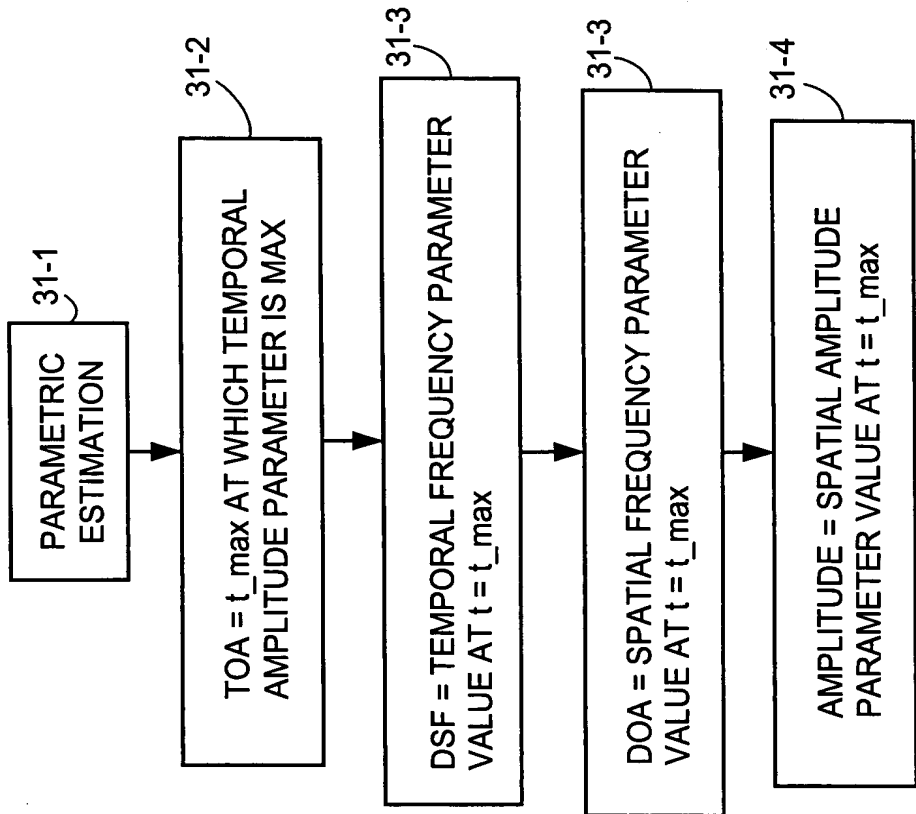 31-1
PARAMETRIC
ESTIMATION
31-2
TOA = t_max AT WHICH TEMPORAL
AMPLITUDE PARAMETER IS MAX
31-3
DSF = TEMPORAL FREQUENCY PARAMETER
VALUE AT t = t_max
31-3
DOA = SPATIAL FREQUENCY PARAMETER
VALUE AT t = t_max
31-4
AMPLITUDE = SPATIAL AMPLITUDE
PARAMETER VALUE AT t = t_max